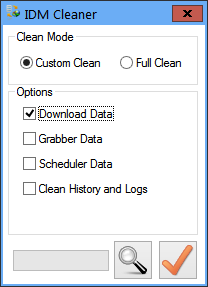 IDM Cleaner
Clean Mode
Custom Clean Full Clean
Options
Download Data
Grabber Data
Scheduler Data
Clean History and Logs